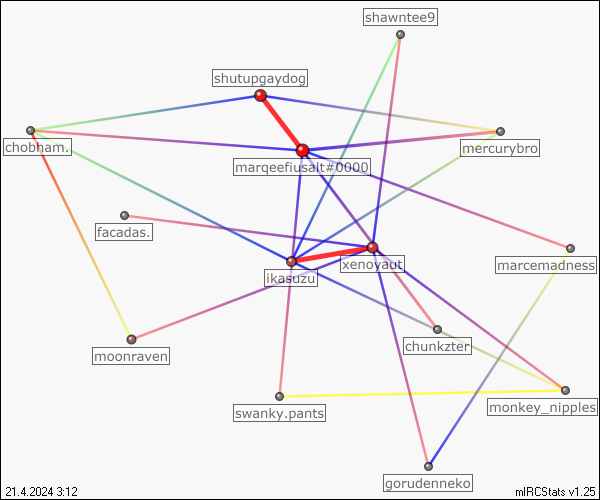 shawntee9
shutupgaydog
chobham.
mercurybro
marqeefiusalt#0000
facadas.
xenoyaut
marcemadness
ikasuzu
chunkzter
moonraven
swanky.pants
monkey_nipples
gorudenneko
21.4.2024 3:12
mIRCStats v1.25